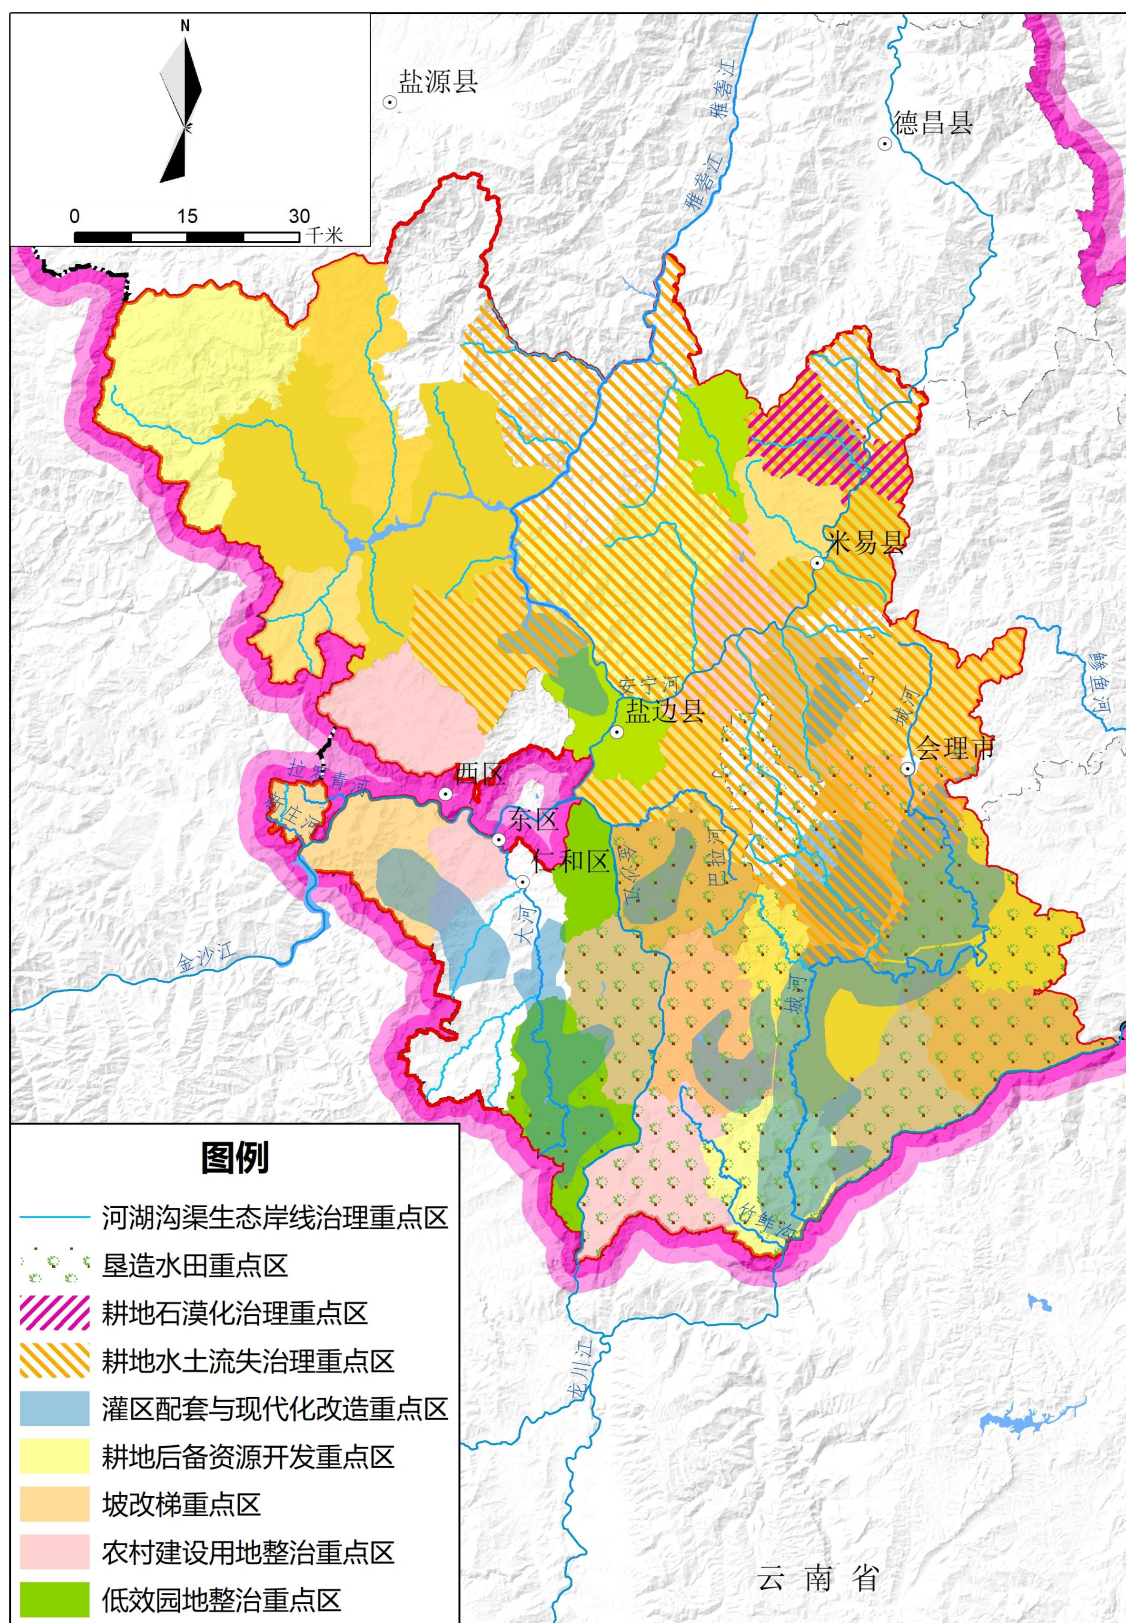 N
0 15 30
千米
盐源县
德昌县
雅砻江
雅砻江
米易县
鲹鱼河
城河
安宁河
盐边县
会理市
拉罗青河
西区
新庄河
东区
仁和区
金沙江
巴拉河
大河
金沙江
城河
竹鲊沟
龙川江
云南省
图例
河湖沟渠生态岸线治理重点区
垦造水田重点区
耕地石漠化治理重点区
耕地水土流失治理重点区
灌区配套与现代化改造重点区
耕地后备资源开发重点区
坡改梯重点区
农村建设用地整治重点区
低效园地整治重点区